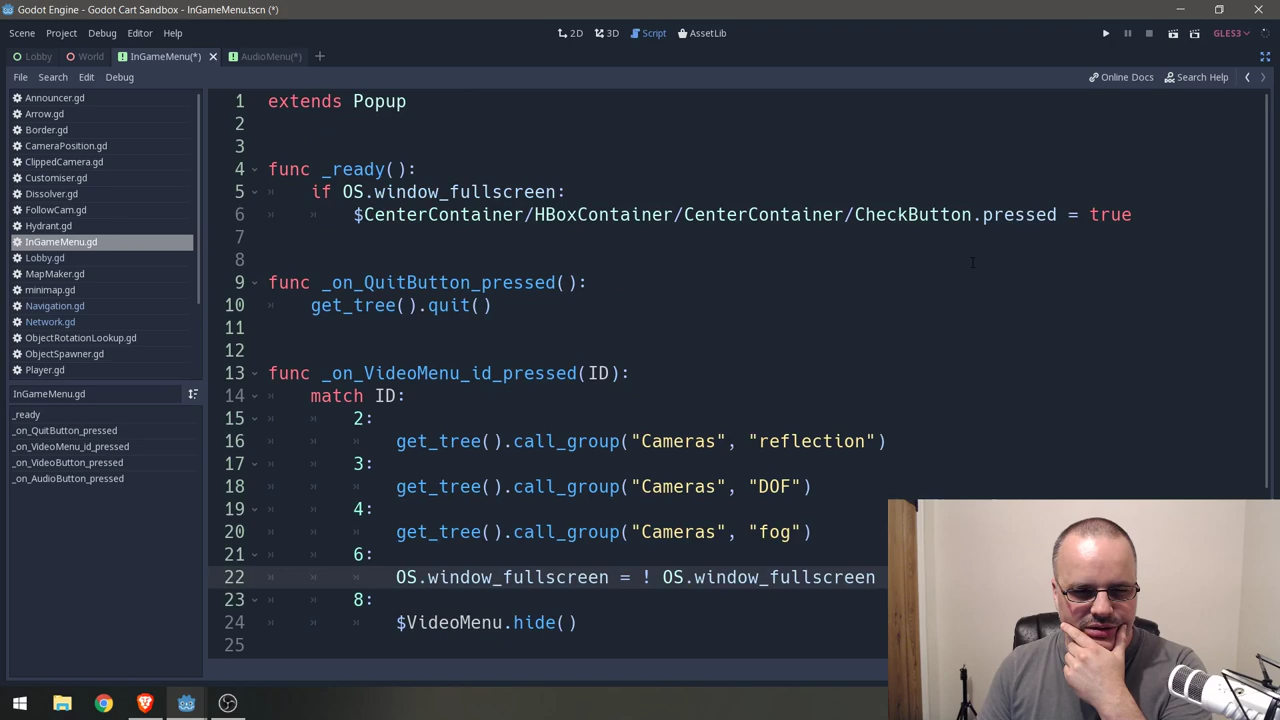 Godot Engine - Godot Cart Sandbox - InGameMenu.tscn (*)
Scene Project Debug Editor Help
2D 3D Script AssetLib
GLES3
Lobby World InGameMenu(*) AudioMenu(*)
File Search Edit Debug
Online Docs Search Help
Announcer.gd
Arrow.gd
Border.gd
CameraPosition.gd
ClippedCamera.gd
Customiser.gd
Dissolver.gd
FollowCam.gd
Hydrant.gd
InGameMenu.gd
Lobby.gd
MapMaker.gd
minimap.gd
Navigation.gd
Network.gd
ObjectRotationLookup.gd
ObjectSpawner.gd
Player.gd
InGameMenu.gd
_ready
_on_QuitButton_pressed
_on_VideoMenu_id_pressed
_on_VideoButton_pressed
_on_AudioButton_pressed
1 extends Popup
2
3
4 func _ready():
5 if OS.window_fullscreen:
6 $CenterContainer/HBoxContainer/CenterContainer/CheckButton.pressed = true
7
8
9 func _on_QuitButton_pressed():
10 get_tree().quit()
11
12
13 func _on_VideoMenu_id_pressed(ID):
14 match ID:
15 2:
16 get_tree().call_group("Cameras", "reflection")
17 3:
18 get_tree().call_group("Cameras", "DOF")
19 4:
20 get_tree().call_group("Cameras", "fog")
21 6:
22 OS.window_fullscreen = ! OS.window_fullscreen
23 8:
24 $VideoMenu.hide()
25